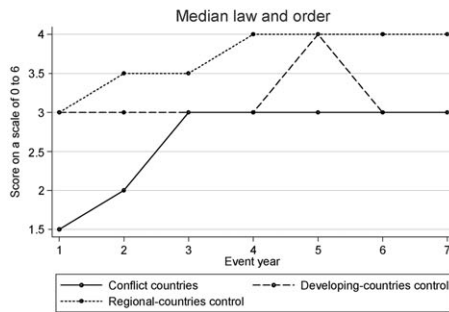 Median law and order
Score on a scale of 0 to 6
4
3.5
3
2.5
2
1.5
1 2 3 4 5 6 7
Event year
Conflict countries Developing-countries control
Regional-countries control